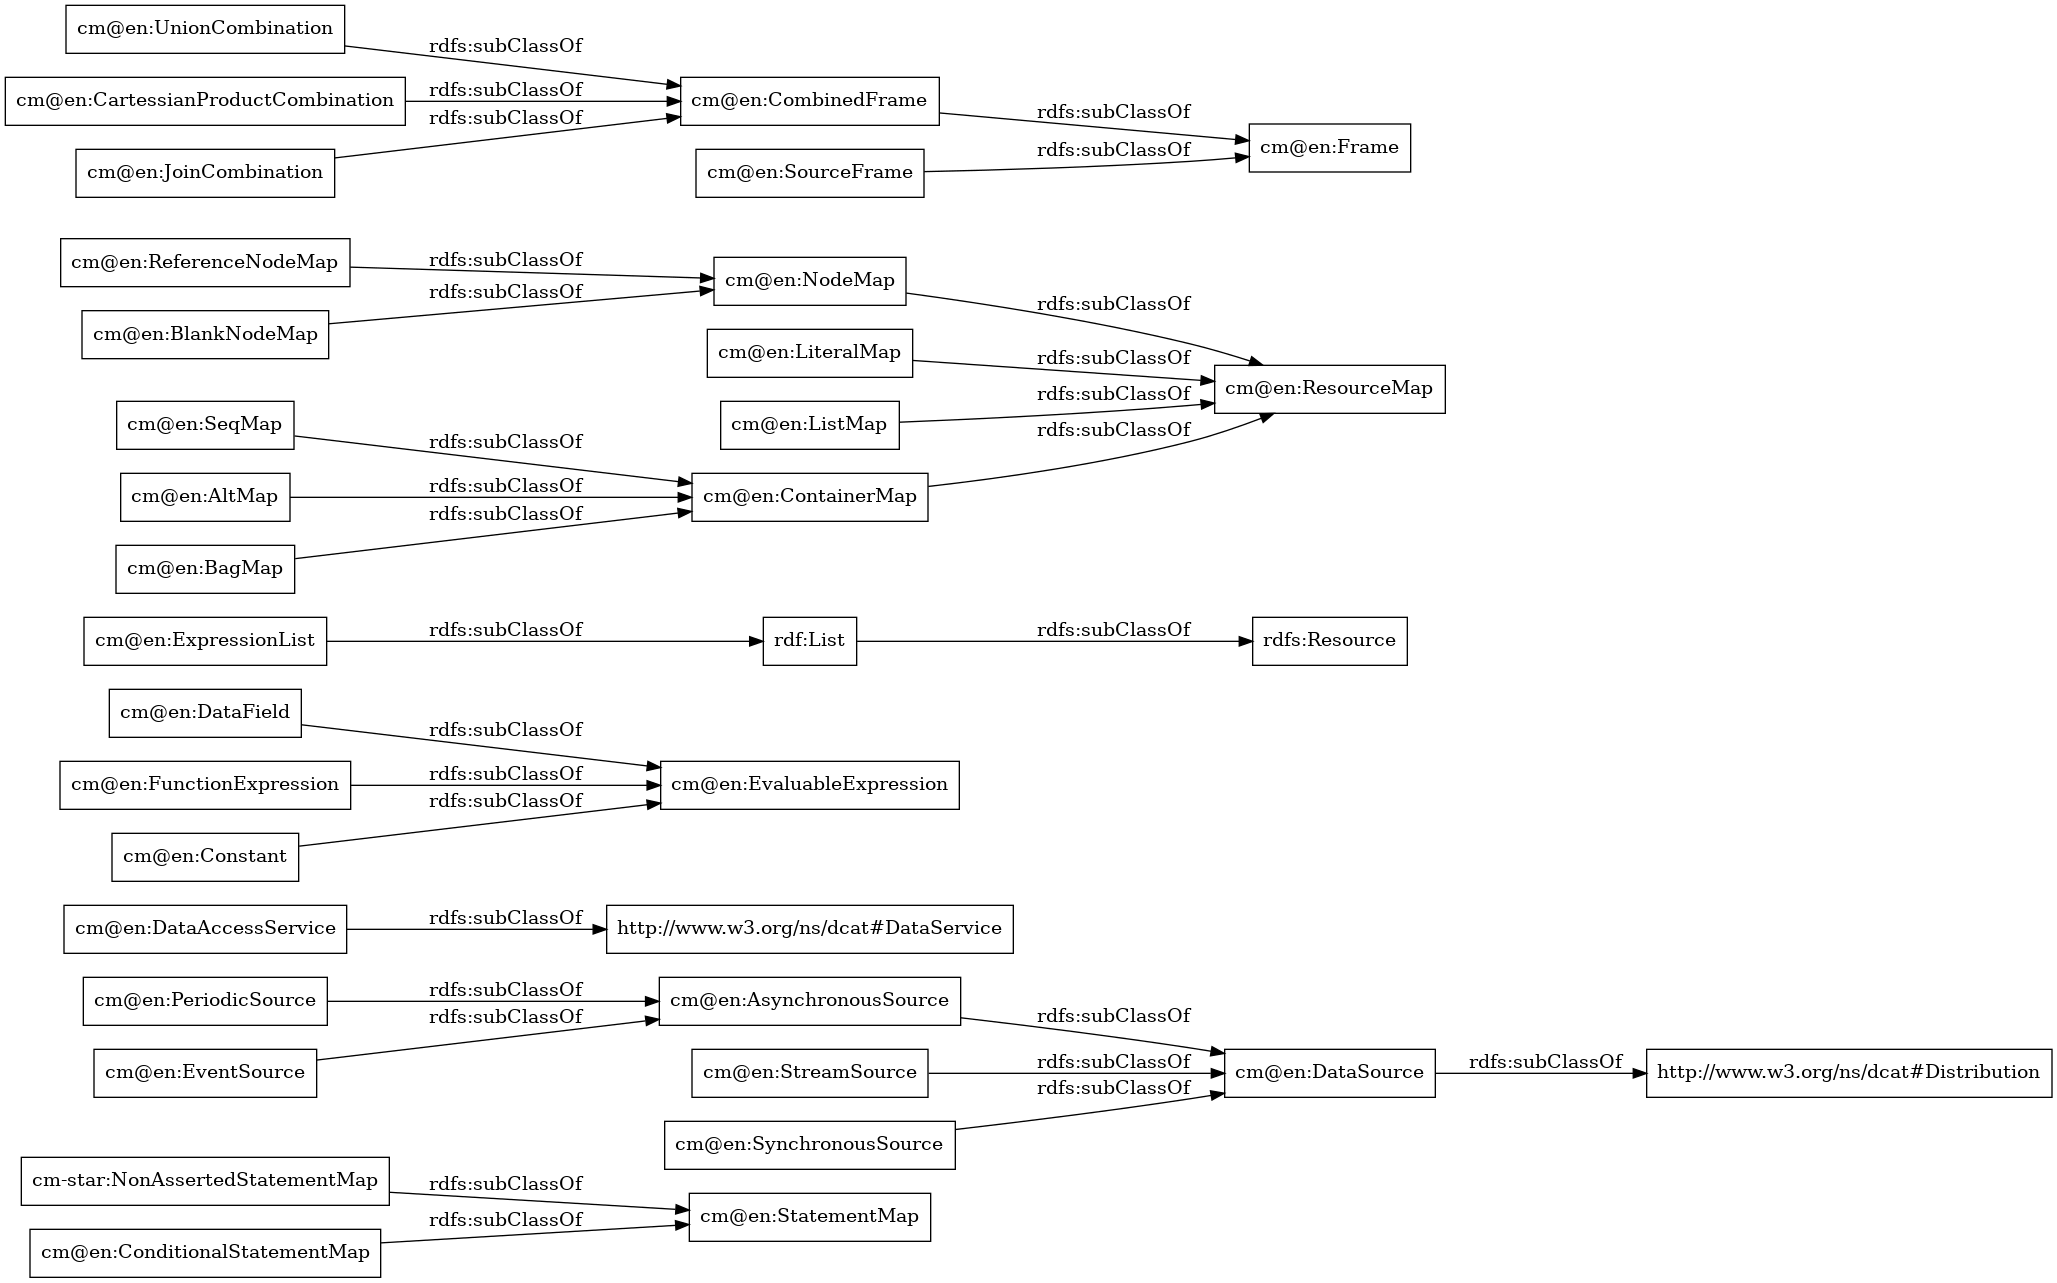 cm@en:UnionCombination
rdfs:subClassOf
cm@en:CartessianProductCombination
rdfs:subClassOf
cm@en:CombinedFrame
rdfs:subClassOf
rdfs:subClassOf
cm@en:JoinCombination
cm@en:SourceFrame
rdfs:subClassOf
cm@en:Frame
cm@en:ReferenceNodeMap
rdfs:subClassOf
cm@en:NodeMap
rdfs:subClassOf
rdfs:subClassOf
cm@en:BlankNodeMap
cm@en:LiteralMap
rdfs:subClassOf
cm@en:ResourceMap
cm@en:SeqMap
rdfs:subClassOf
cm@en:ListMap
rdfs:subClassOf
cm@en:AltMap
rdfs:subClassOf
cm@en:ContainerMap
rdfs:subClassOf
rdfs:subClassOf
cm@en:BagMap
cm@en:ExpressionList
rdfs:subClassOf
rdf:List
rdfs:subClassOf
rdfs:Resource
cm@en:DataField
rdfs:subClassOf
cm@en:FunctionExpression
rdfs:subClassOf
cm@en:EvaluableExpression
rdfs:subClassOf
cm@en:Constant
cm@en:DataAccessService
rdfs:subClassOf
http://www.w3.org/ns/dcat#DataService
cm@en:PeriodicSource
rdfs:subClassOf
cm@en:AsynchronousSource
rdfs:subClassOf
rdfs:subClassOf
cm@en:EventSource
cm@en:StreamSource
rdfs:subClassOf
cm@en:DataSource
rdfs:subClassOf
http://www.w3.org/ns/dcat#Distribution
rdfs:subClassOf
cm@en:SynchronousSource
cm-star:NonAssertedStatementMap
rdfs:subClassOf
cm@en:StatementMap
rdfs:subClassOf
cm@en:ConditionalStatementMap